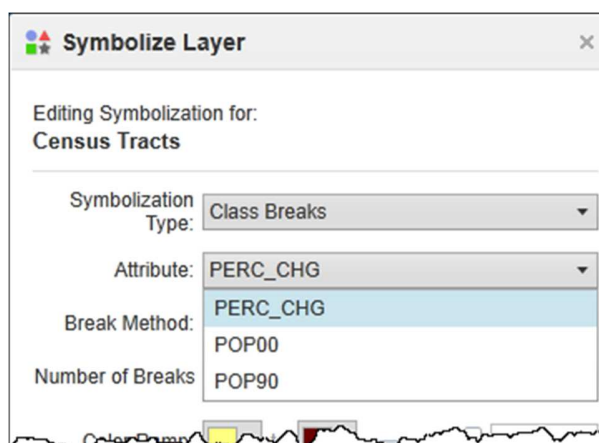 Symbolize Layer
Editing Symbolization for:
Census Tracts
Symbolization Type: Class Breaks
Attribute: PERC_CHG
PERC_CHG
Break Method:
POP00
Number of Breaks
POP90